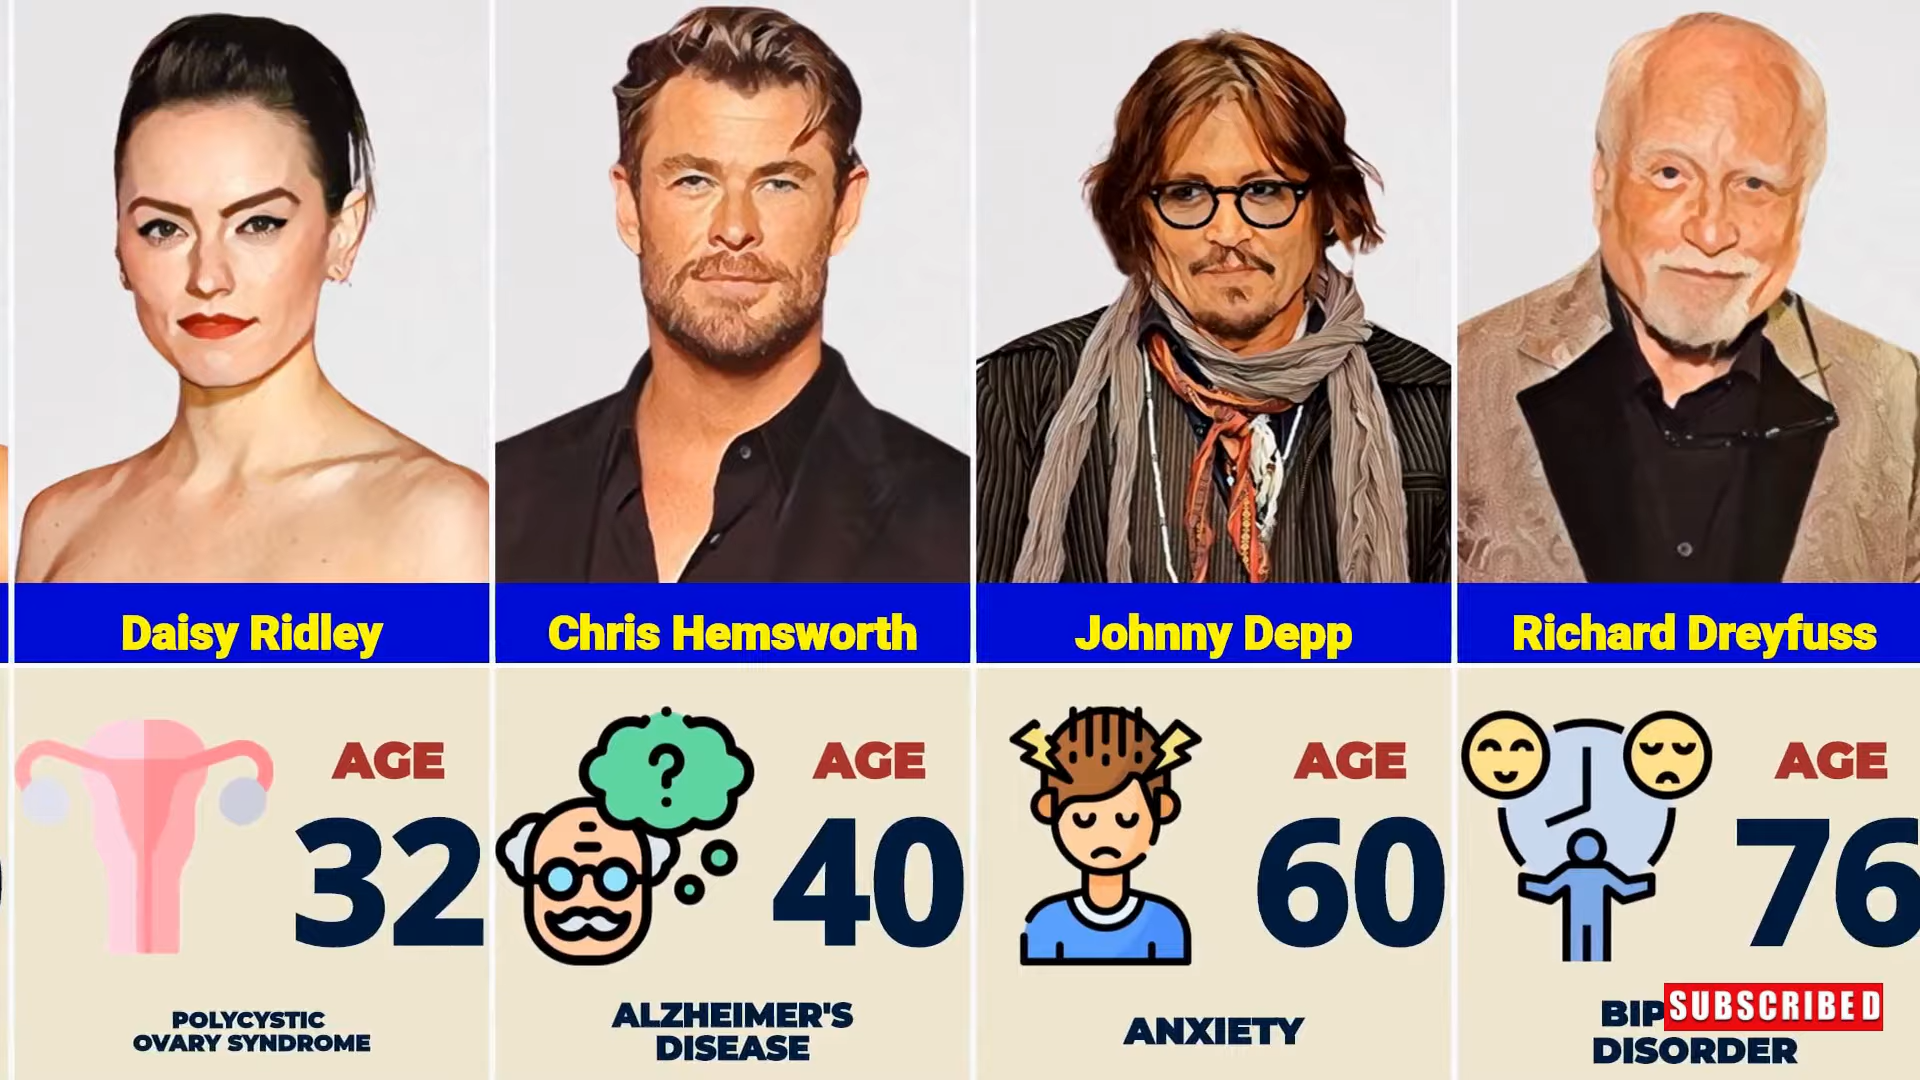 Daisy Ridley
Chris Hemsworth
Johnny Depp
Richard Dreyfuss
AGE
32
POLYCYSTIC
OVARY SYNDROME
?
AGE
40
ALZHEIMER'S
DISEASE
AGE
60
ANXIETY
AGE
76
BIP
DISORDER
SUBSCRIBED